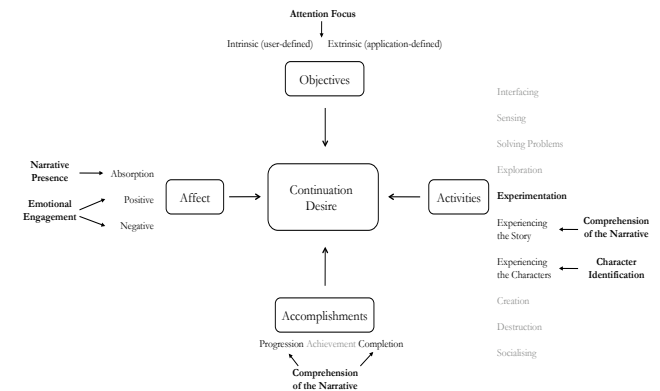 Attention Focus
Intrinsic (user-defined) Extrinsic (application-defined)
Objectives
Interfacing
Sensing
Solving Problems
Exploration
Experimentation
Experiencing
the Story
Comprehension
of the Narrative
Experiencing
the Characters
Character
Identification
Creation
Destruction
Socialising
Activities
Continuation
Desire
Affect
Narrative
Presence
Absorption
Emotional
Engagement
Positive
Negative
Accomplishments
Progression Achievement Completion
Comprehension
of the Narrative